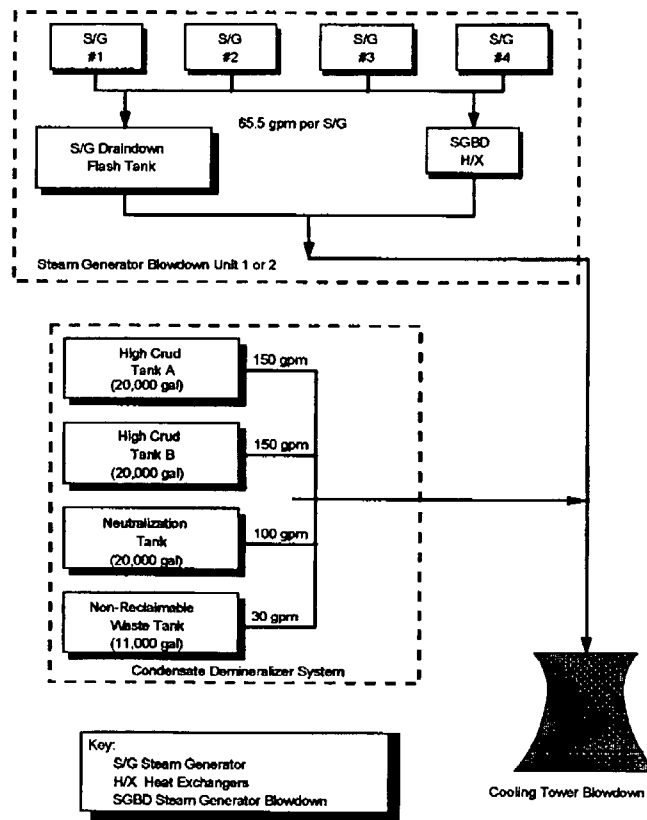 S/G
#1
S/G
#2
S/G
#3
S/G
#4
65.5 gpm per S/G
S/G Draindown
Flash Tank
SGBD
H/X
Steam Generator Blowdown Unit 1 or 2
High Crud
Tank A
(20,000 gal)
150 gpm
High Crud
Tank B
(20,000 gal)
150 gpm
Neutralization
Tank
(20,000 gal)
100 gpm
Non-Reclaimable
Waste Tank
(11,000 gal)
30 gpm
Condensate Demineralizer System
Key:
S/G Steam Generator
H/X Heat Exchangers
SGBD Steam Generator Blowdown
Cooling Tower Blowdown